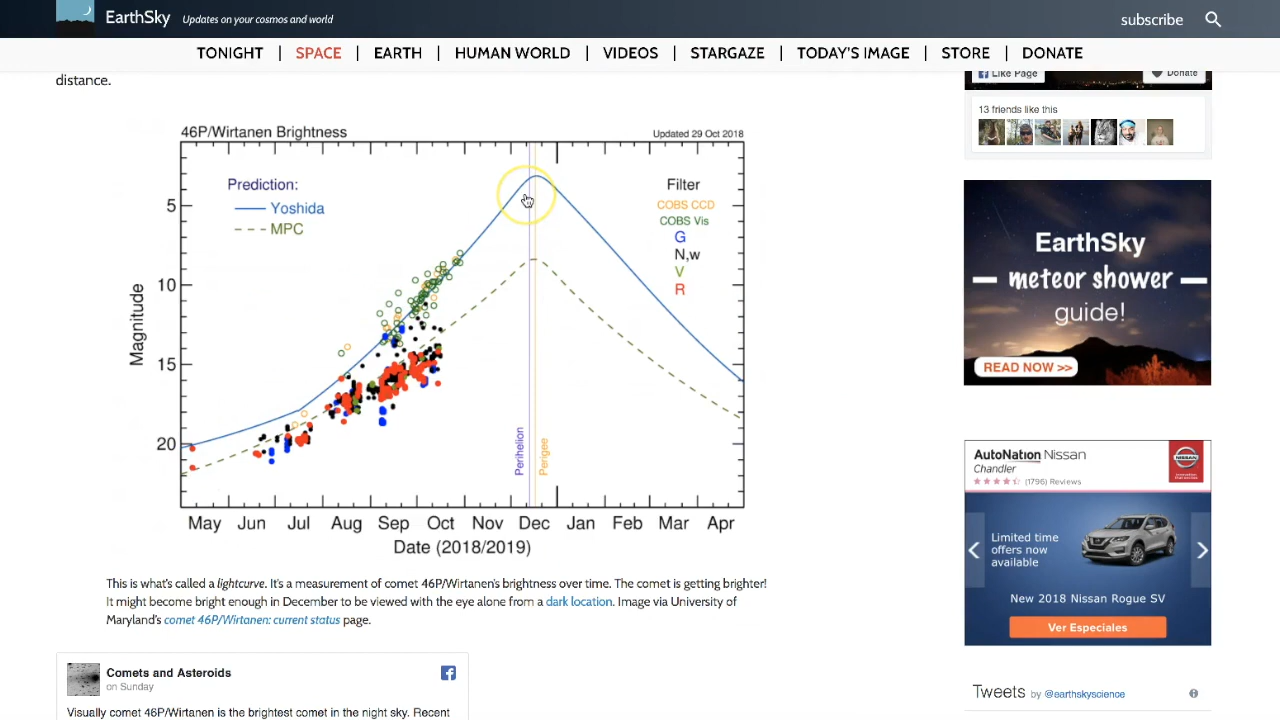 EarthSky
Updates on your cosmos and world
subscribe
TONIGHT | SPACE | EARTH | HUMAN WORLD | VIDEOS | STARGAZE | TODAY'S IMAGE | STORE | DONATE
distance.
46P/Wirtanen Brightness
Updated 29 Oct 2018
Prediction:
Yoshida
MPC
Filter
COBS CCD
COBS Vis
G
N,w
V
R
Magnitude
5
10
15
20
Perihelion
Perigee
May Jun Jul Aug Sep Oct Nov Dec Jan Feb Mar Apr
Date (2018/2019)
This is what's called a lightcurve. It's a measurement of comet 46P/Wirtanen's brightness over time. The comet is getting brighter!
It might become bright enough in December to be viewed with the eye alone from a dark location. Image via University of
Maryland's comet 46P/Wirtanen: current status page.
Comets and Asteroids
on Sunday
Visually comet 46P/Wirtanen is the brightest comet in the night sky. Recent
Like Page
Donate
13 friends like this
EarthSky
meteor shower
guide!
READ NOW >>
AutoNation Nissan
Chandler
(1796) Reviews
NISSAN
Limited time
offers now
available
New 2018 Nissan Rogue SV
Ver Especiales
Tweets by @earthskyscience